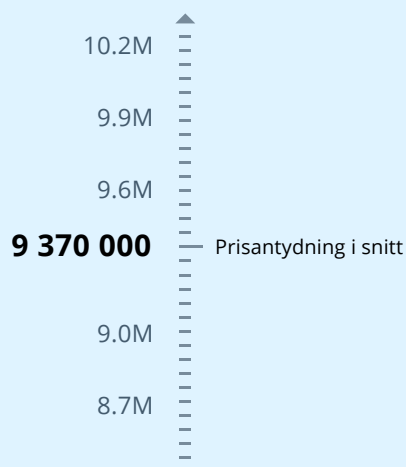 10.2M
9.9M
9.6M
9 370 000 Prisantydning i snitt
9.0M
8.7M